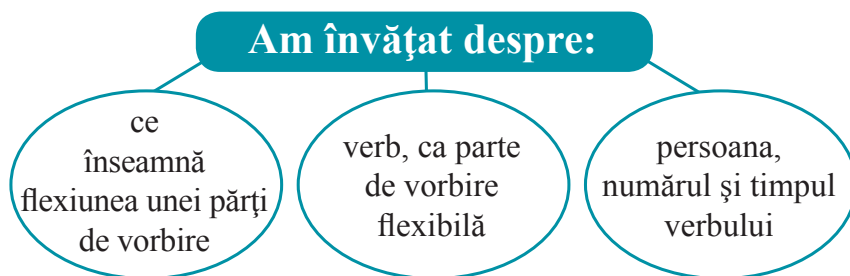 Am învăţat despre:
ce
înseamnă
flexiunea unei părţi
de vorbire
verb, ca parte
de vorbire
flexibilă
persoana,
numărul şi timpul
verbului